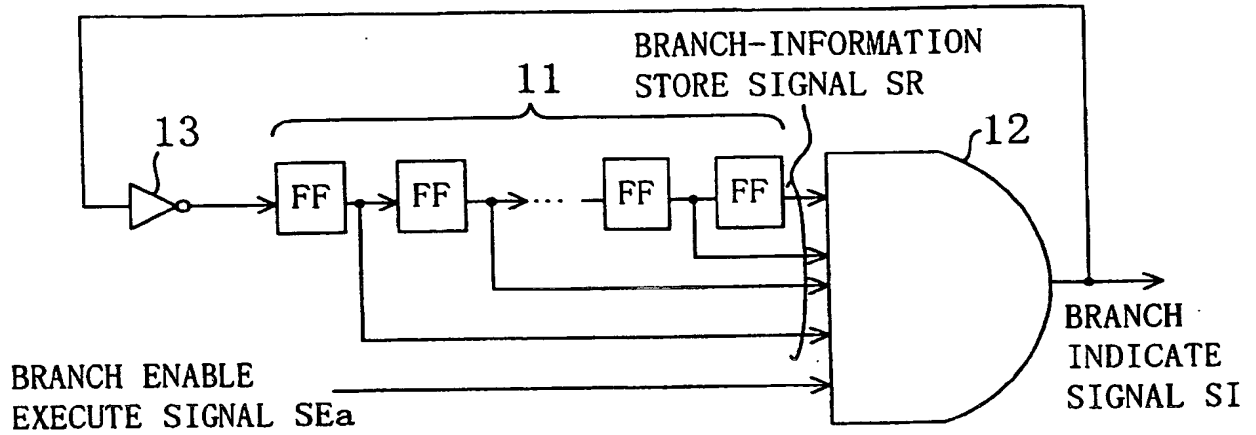 BRANCH-INFORMATION
STORE SIGNAL SR
11
12
13
FF
FF
...
FF
FF
BRANCH ENABLE
EXECUTE SIGNAL SEa
BRANCH
INDICATE
SIGNAL SI